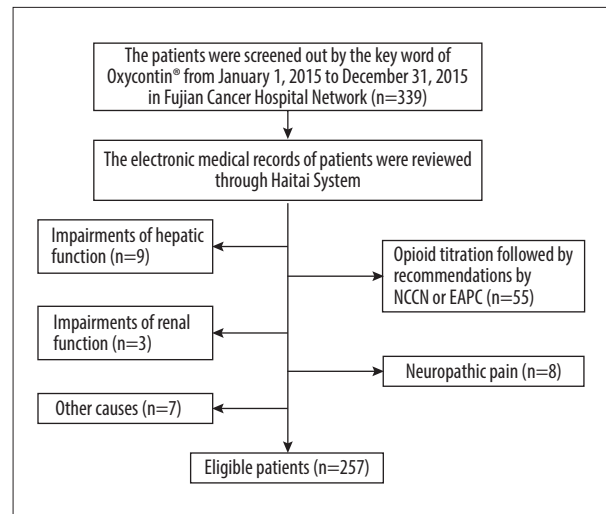 The patients were screened out by the key word of
Oxycontin® from January 1, 2015 to December 31, 2015
in Fujian Cancer Hospital Network (n=339)
The electronic medical records of patients were reviewed
through Haitai System
Impairments of hepatic
function (n=9)
Opioid titration followed by
recommendations by
NCCN or EAPC (n=55)
Impairments of renal
function (n=3)
Neuropathic pain (n=8)
Other causes (n=7)
Eligible patients (n=257)